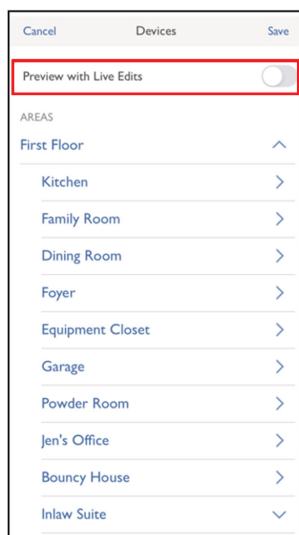 Cancel Devices Save
Preview with Live Edits
AREAS
First Floor
Kitchen
Family Room
Dining Room
Foyer
Equipment Closet
Garage
Powder Room
Jen's Office
Bouncy House
Inlaw Suite